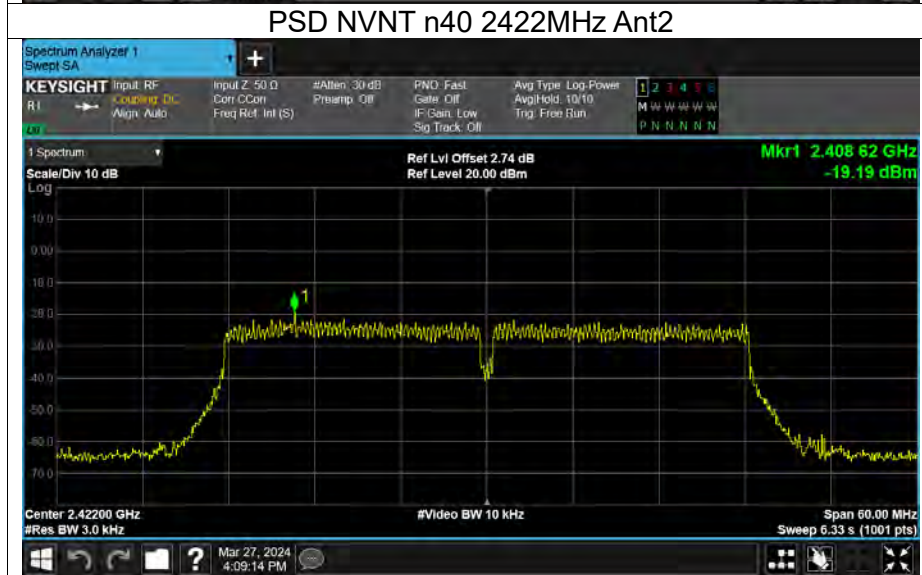 PSD NVNT n40 2422MHz Ant2
Spectrum Analyzer 1
Swept SA
+
KEYSIGHT
Input: RF
Coupling: DC
Align: Auto
Input Z: 50 Ω
Corr CCorr
Freq Ref: Int (S)
#Atten: 30 dB
Preamp: Off
PNO: Fast
Gate: Off
IF Gain: Low
Sig Track: Off
Avg Type: Log-Power
Avg|Hold: 10/10
Trig: Free Run
1 2 3 4 5 6
M W W W W W
P N N N N N
1 Spectrum
Scale/Div 10 dB
Log
Ref Lvl Offset 2.74 dB
Ref Level 20.00 dBm
Mkr1 2.408 62 GHz
-19.19 dBm
10.0
0.00
-10.0
-20.0
-30.0
-40.0
-50.0
-60.0
-70.0
1
Center 2.42200 GHz
#Res BW 3.0 kHz
#Video BW 10 kHz
Span 60.00 MHz
Sweep 6.33 s (1001 pts)
?
Mar 27, 2024
4:09:14 PM